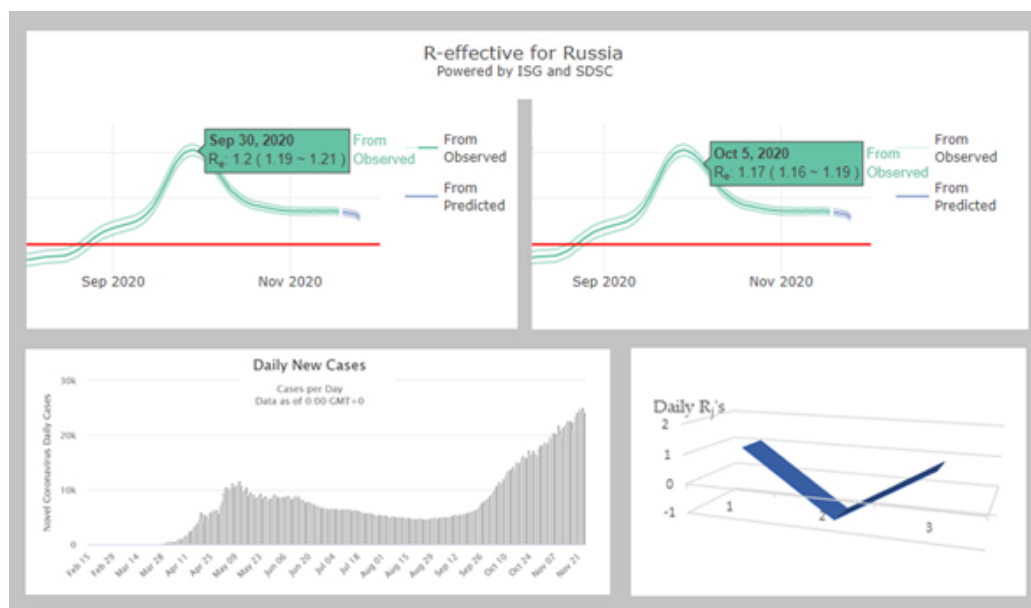 R-effective for Russia
Powered by ISG and SDSC
Sep 30, 2020
Rₑ: 1.2 ( 1.19 ~ 1.21 )
From
Observed
From
Observed
From
Predicted
Sep 2020
Nov 2020
Oct 5, 2020
Rₑ: 1.17 ( 1.16 ~ 1.19 )
From
Observed
From
Observed
From
Predicted
Sep 2020
Nov 2020
Daily New Cases
Cases per Day
Data as of 0:00 GMT+0
Novel Coronavirus Daily Cases
30k
20k
10k
0
Feb 15
Feb 29
Mar 14
Mar 28
Apr 11
Apr 25
May 09
May 23
Jun 06
Jun 20
Jul 04
Jul 18
Aug 01
Aug 15
Aug 29
Sep 12
Sep 26
Oct 10
Oct 24
Nov 07
Nov 21
Daily Rⱼ's
2
1
0
-1
1
2
3